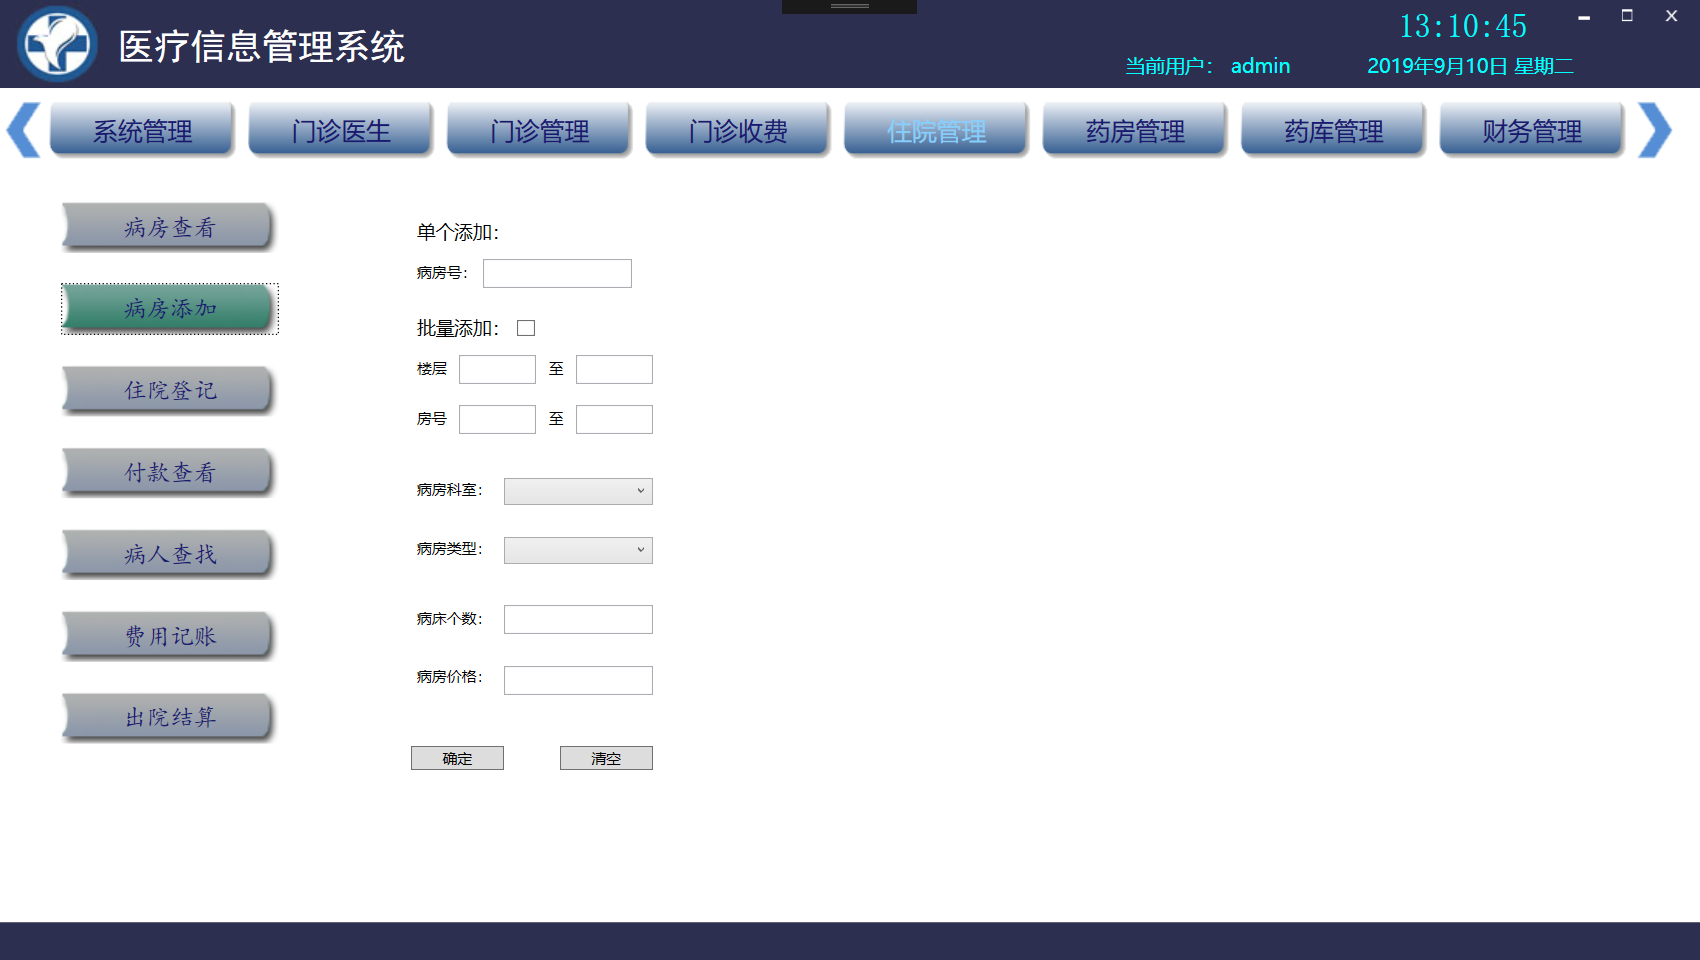 医疗信息管理系统
13:10:45
当前用户： admin
2019年9月10日 星期二
系统管理 门诊医生 门诊管理 门诊收费 住院管理 药房管理 药库管理 财务管理
病房查看
病房添加
住院登记
付款查看
病人查找
费用记账
出院结算
单个添加：
病房号：
批量添加：
楼层 至
房号 至
病房科室：
病房类型：
病床个数：
病房价格：
确定 清空